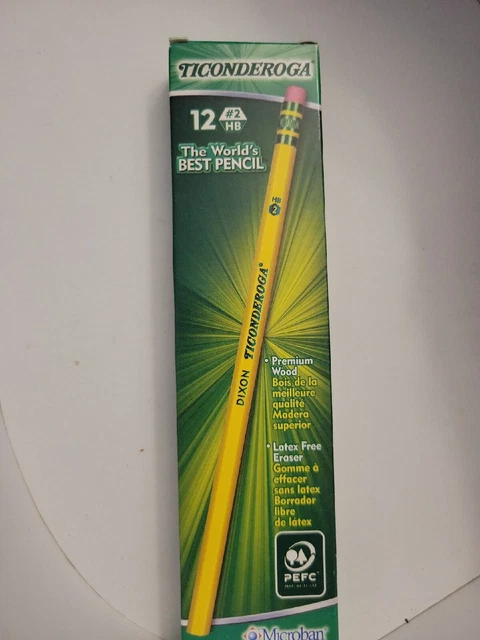 TICONDEROGA®
12 #2
HB
The World's
BEST PENCIL
HB
2
DIXON TICONDEROGA®
• Premium
Wood
Bois de la
meilleure
qualité
Madera
superior
• Latex Free
Eraser
Gomme à
effacer
sans latex
Borrador
libre
de látex
PEFC
Microban